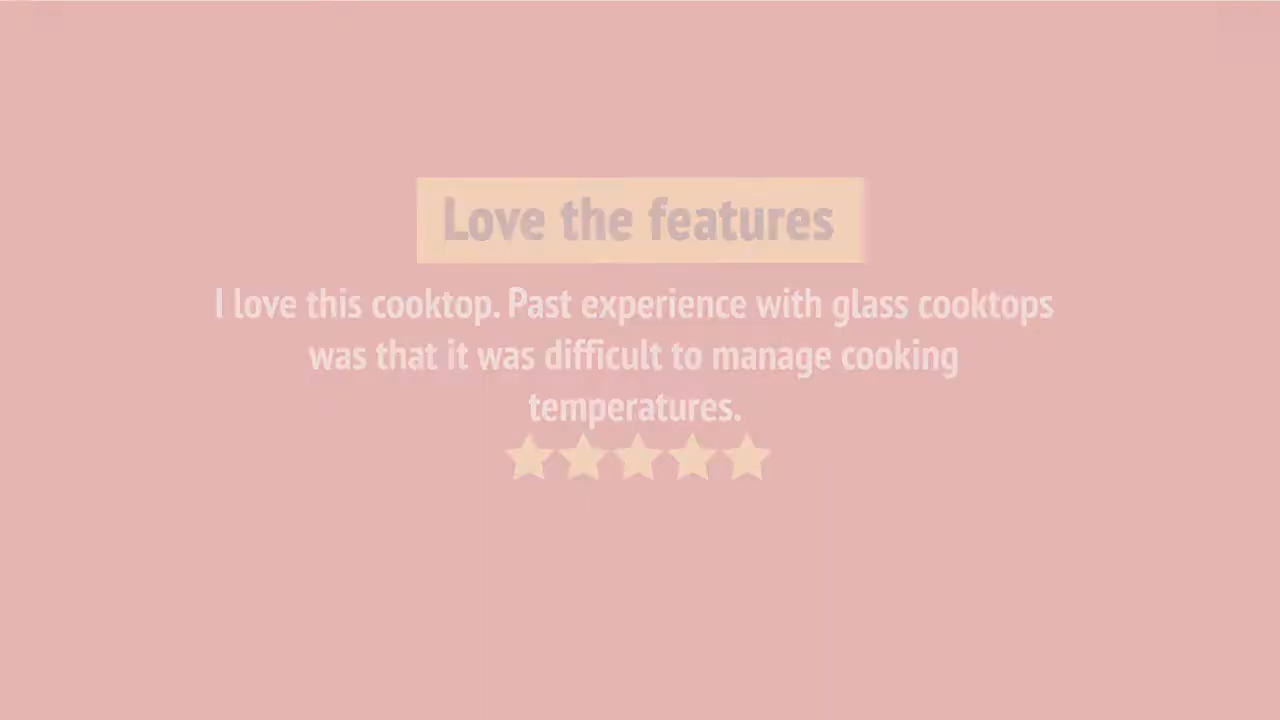 Love the features
I love this cooktop. Past experience with glass cooktops
was that it was difficult to manage cooking
temperatures.